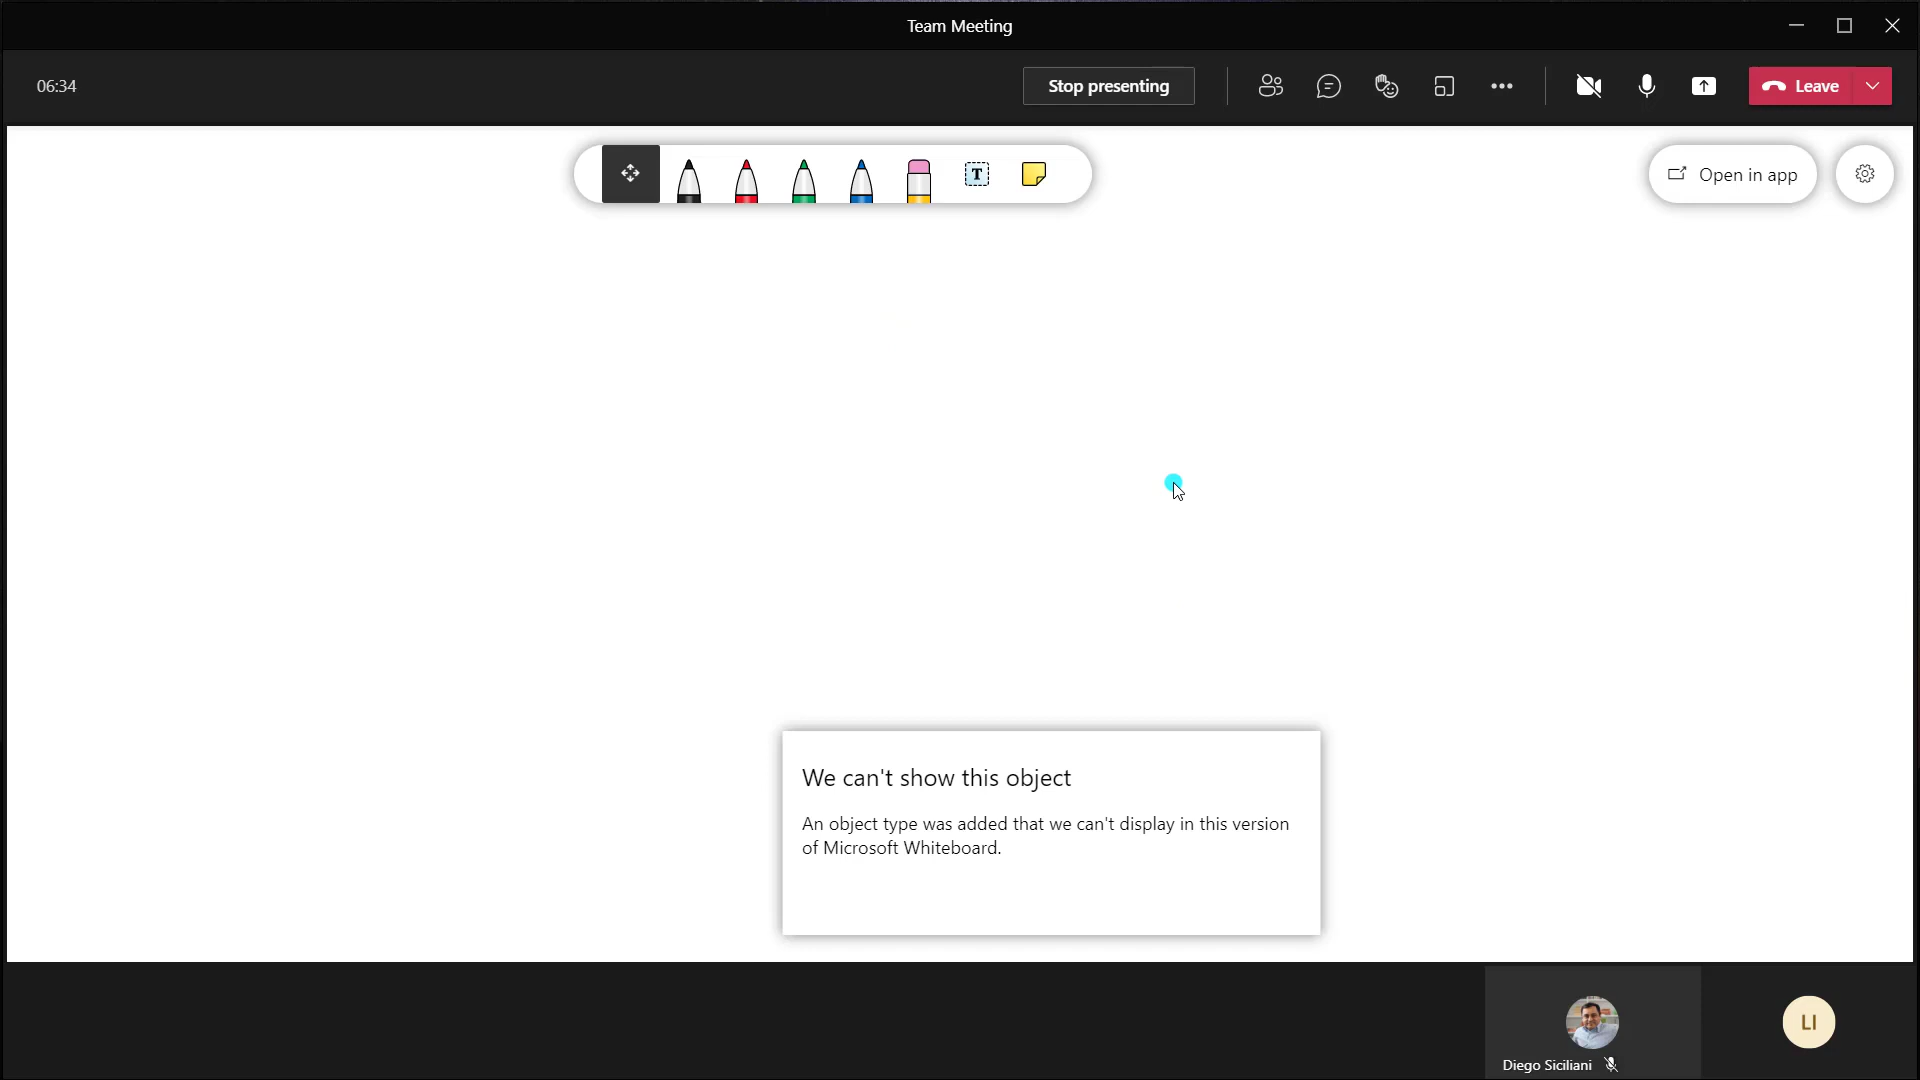 Team Meeting
06:34
Stop presenting
Leave
T
Open in app
We can't show this object
An object type was added that we can't display in this version
of Microsoft Whiteboard.
LI
Diego Siciliani